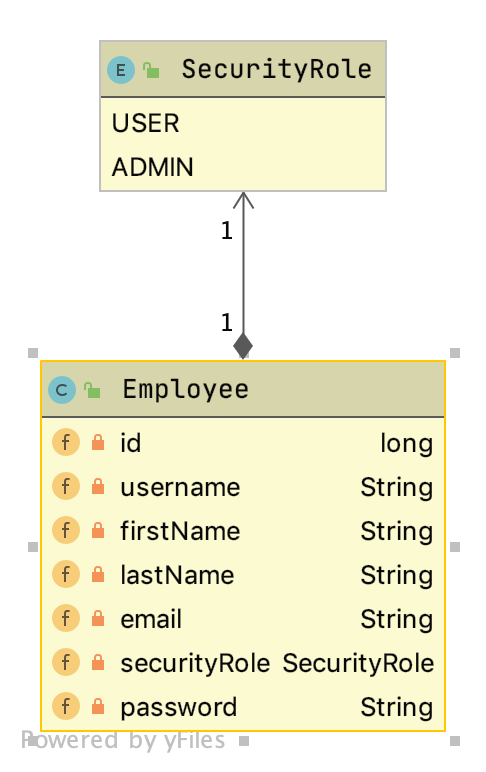 E SecurityRole
USER
ADMIN
1
1
C Employee
f id long
f username String
f firstName String
f lastName String
f email String
f securityRole SecurityRole
f password String
Powered by yFiles